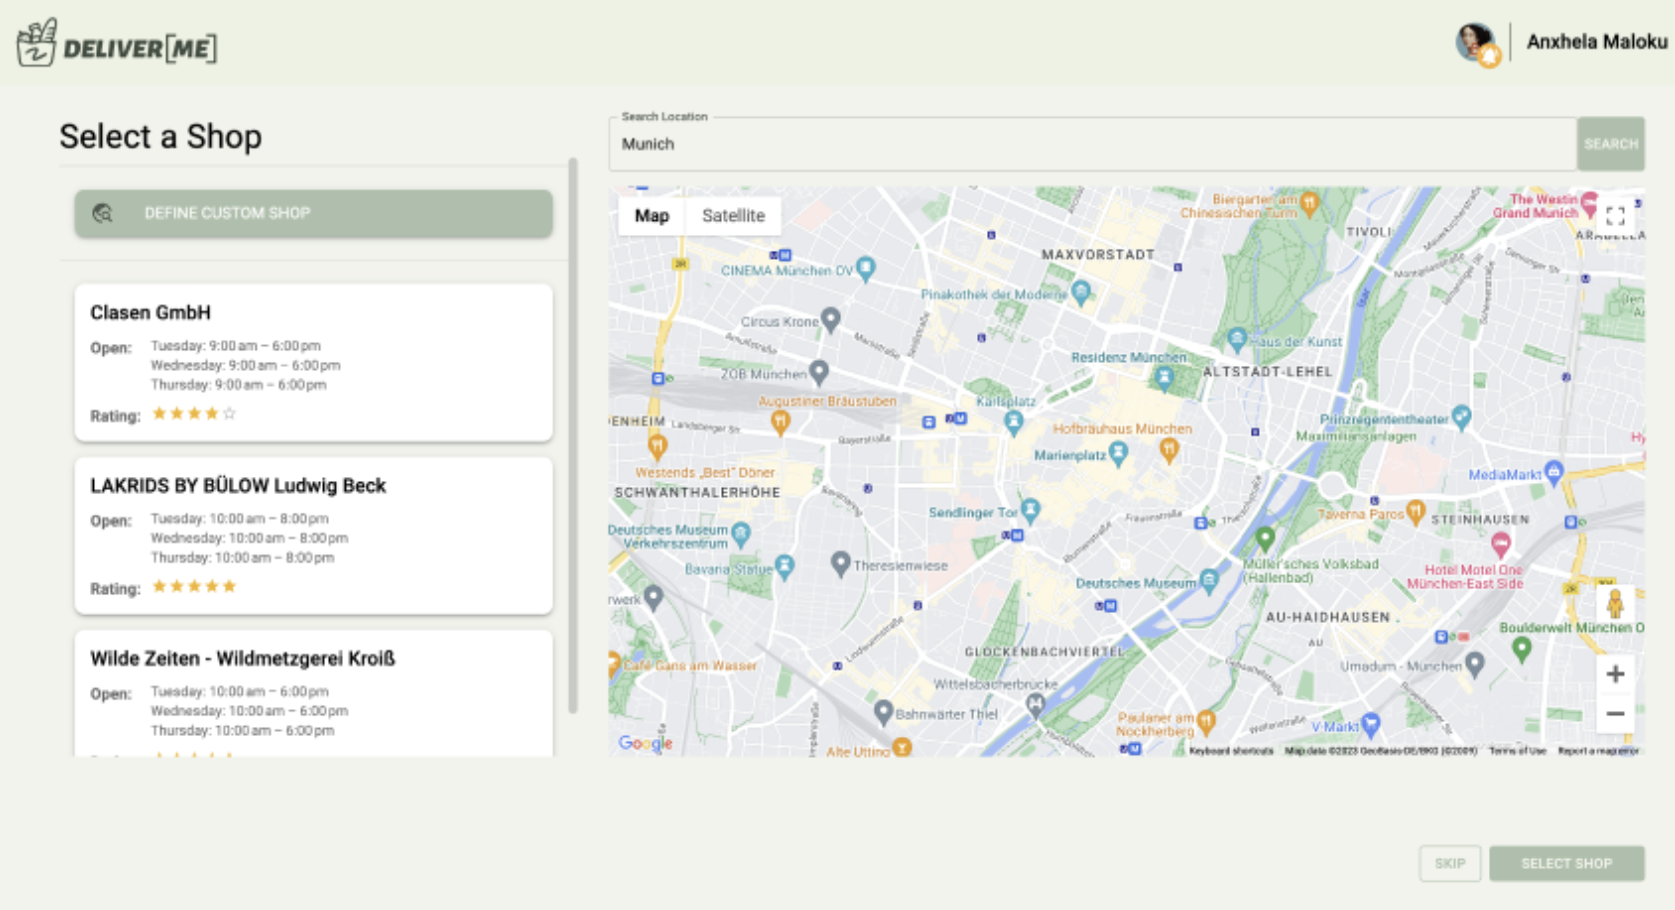 DELIVER[ME]
Anxhela Maloku
Select a Shop
DEFINE CUSTOM SHOP
Clasen GmbH
Open: Tuesday: 9:00 am – 6:00 pm
Wednesday: 9:00 am – 6:00 pm
Thursday: 9:00 am – 6:00 pm
Rating:
LAKRIDS BY BÜLOW Ludwig Beck
Open: Tuesday: 10:00 am – 8:00 pm
Wednesday: 10:00 am – 8:00 pm
Thursday: 10:00 am – 8:00 pm
Rating:
Wilde Zeiten - Wildmetzgerei Kroiß
Open: Tuesday: 10:00 am – 6:00 pm
Wednesday: 10:00 am – 6:00 pm
Thursday: 10:00 am – 6:00 pm
Search Location
Munich
SEARCH
Map Satellite
Biergarten am
Chinesischen Turm
The Westin
Grand Munich
TIVOLI
MAXVORSTADT
CINEMA München OV
Pinakothek der Moderne
Circus Krone
Haus der Kunst
Residenz München
ALTSTADT-LEHEL
ZOB München
Augustiner Bräustuben
Karlsplatz
Prinzregententheater
Maximiliansanlagen
Landsberger Str.
Bayerstraße
Hofbräuhaus München
Marienplatz
Westends „Best“ Döner
SCHWANTHALERHÖHE
MediaMarkt
Sendlinger Tor
Fraunstraße
Taverna Paros
STEINHAUSEN
Deutsches Museum
Verkehrszentrum
Bavaria Statue
Theresienwiese
Müller'sches Volksbad
(Hallenbad)
Hotel Motel One
München-East Side
Deutsches Museum
AU-HAIDHAUSEN
Boulderwelt München O
AU
GLOCKENBACHVIERTEL
Café Gans am Wasser
Lindwurmstraße
Umadum - München
Wittelsbacherbrücke
Bahnwärter Thiel
Paulaner am
Nockherberg
V-Markt
Alte Utting
Google
Keyboard shortcuts Map data ©2023 GeoBasis-DE/BKG (©2009) Terms of Use Report a map error
SKIP
SELECT SHOP